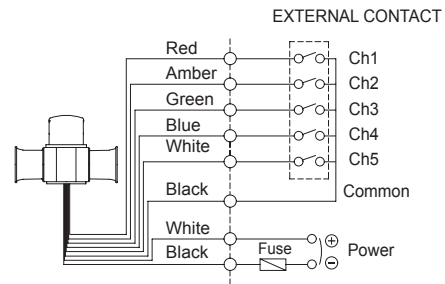 EXTERNAL CONTACT
Red Ch1
Amber Ch2
Green Ch3
Blue Ch4
White Ch5
Black Common
White ⊕
Power
Black Fuse ⊖